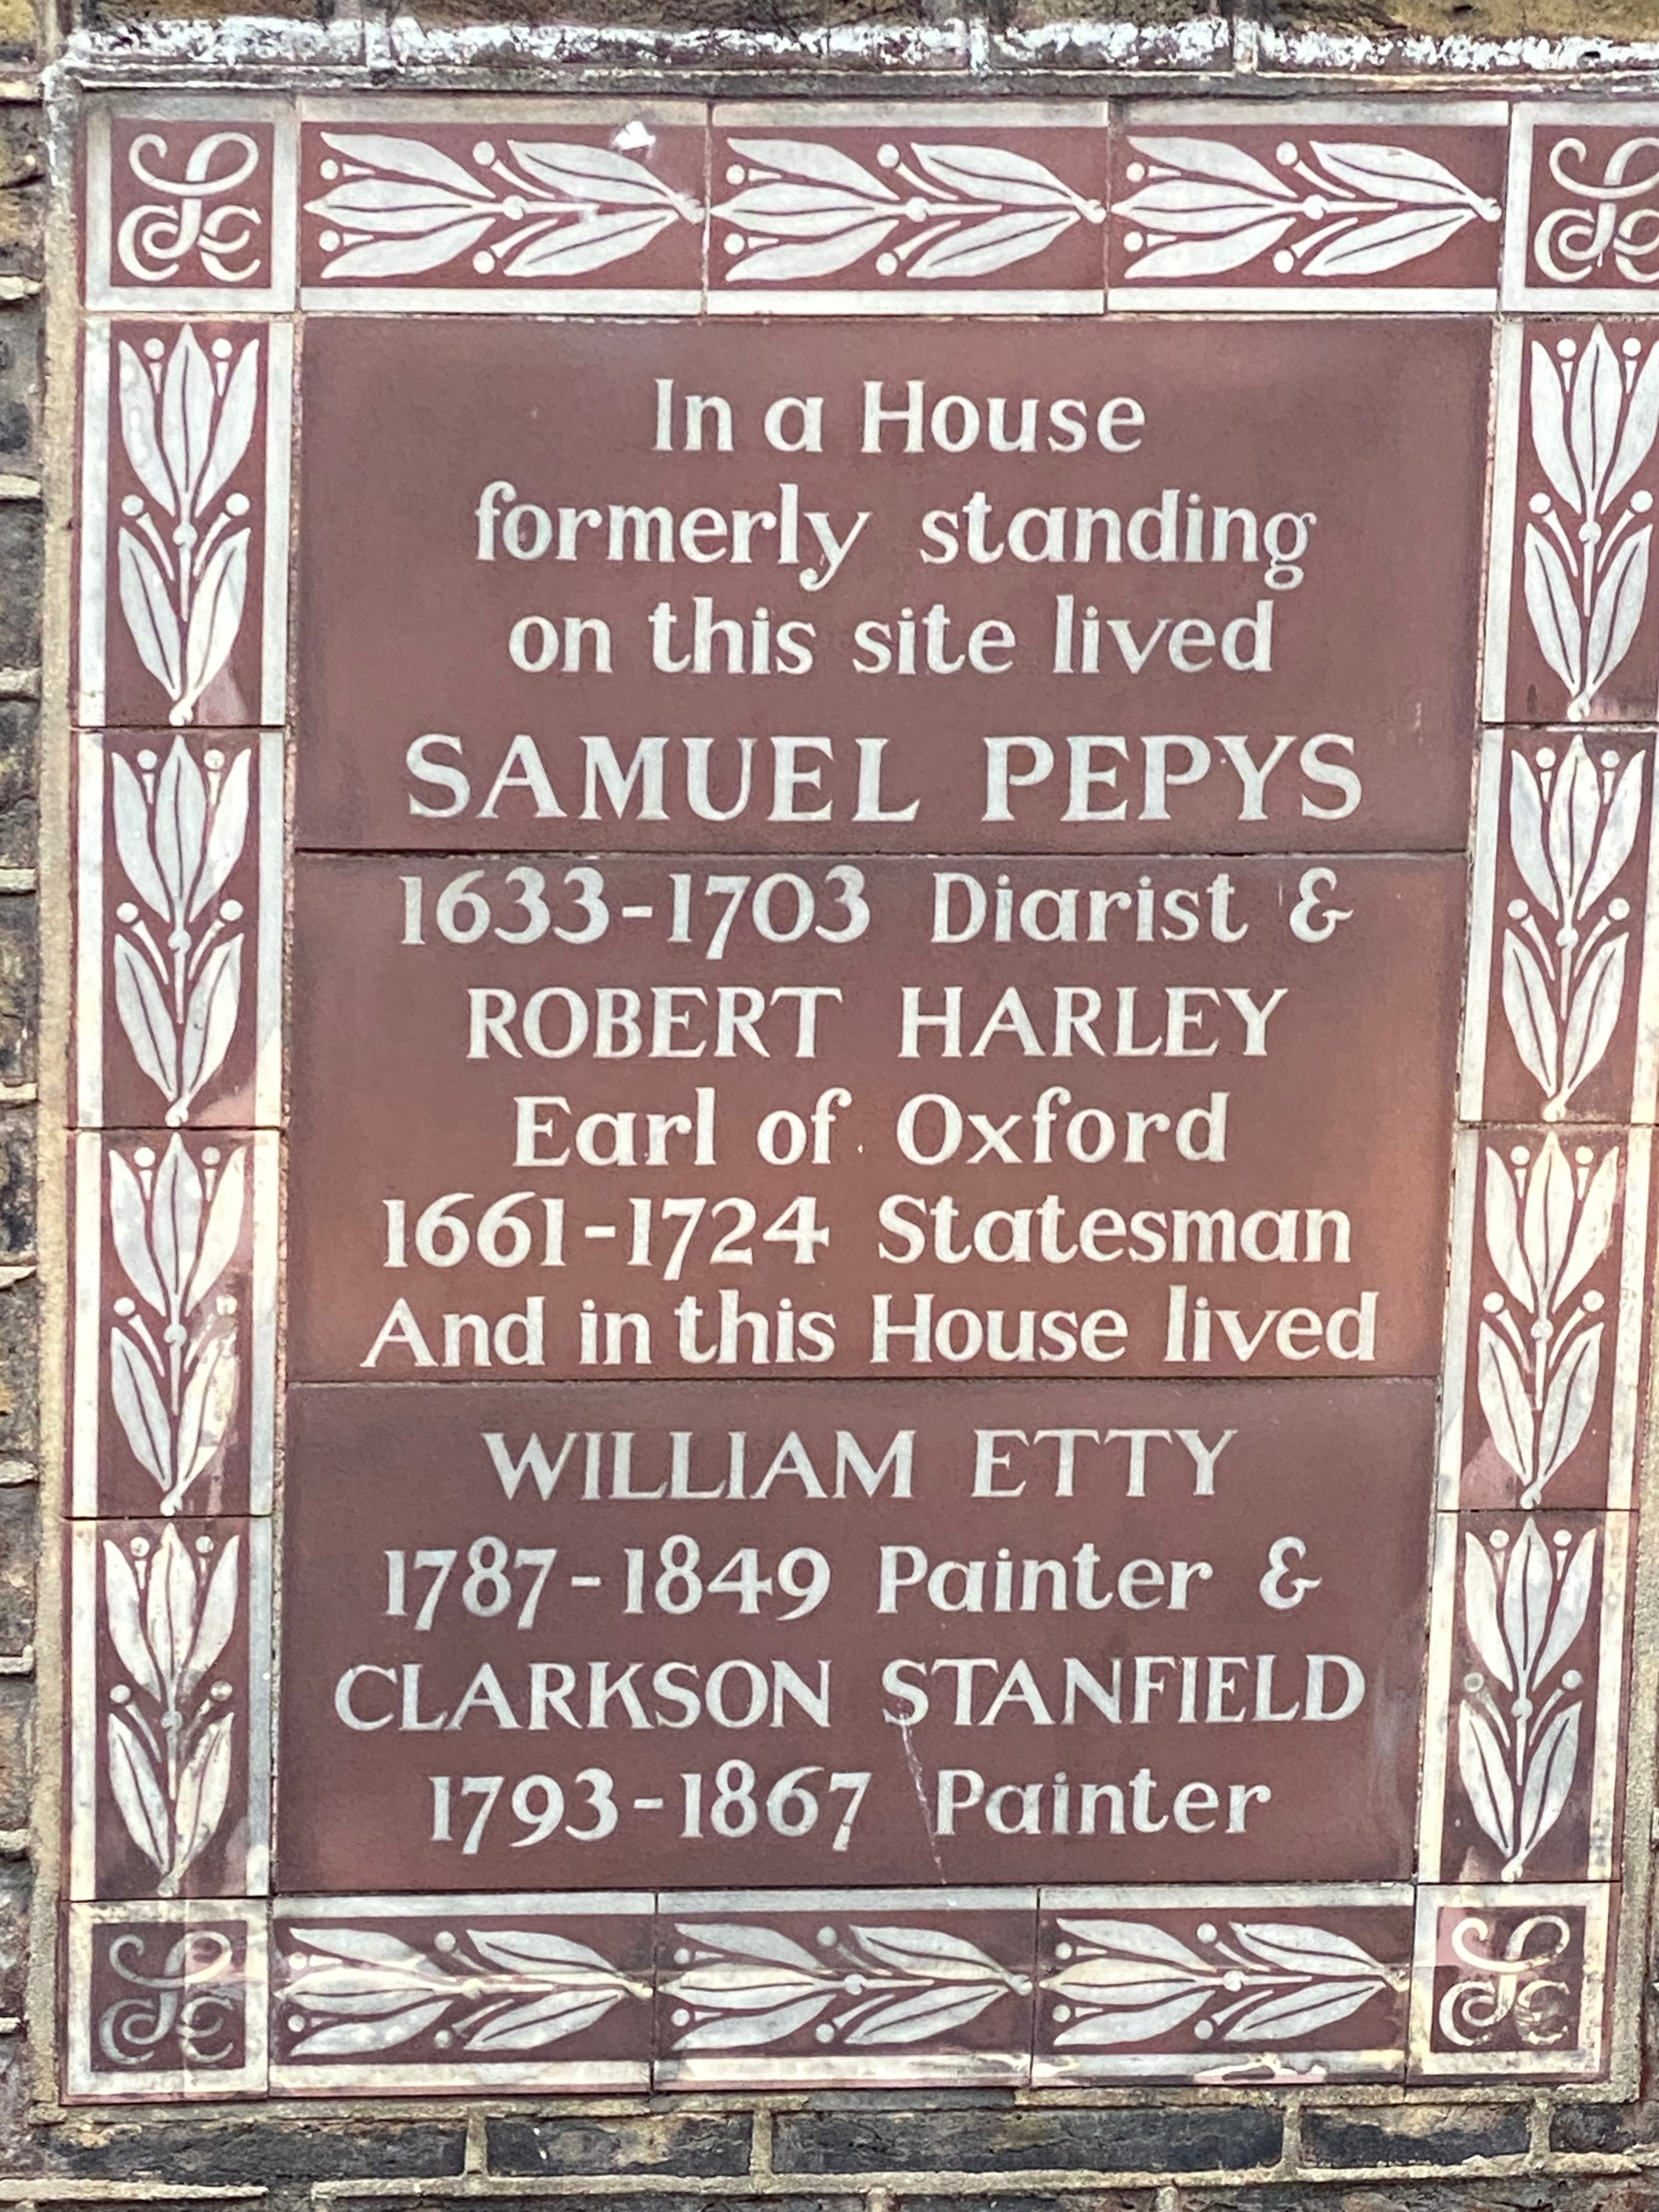 In a House
formerly standing
on this site lived
SAMUEL PEPYS
1633-1703 Diarist &
ROBERT HARLEY
Earl of Oxford
1661-1724 Statesman
And in this House lived
WILLIAM ETTY
1787-1849 Painter &
CLARKSON STANFIELD
1793-1867 Painter